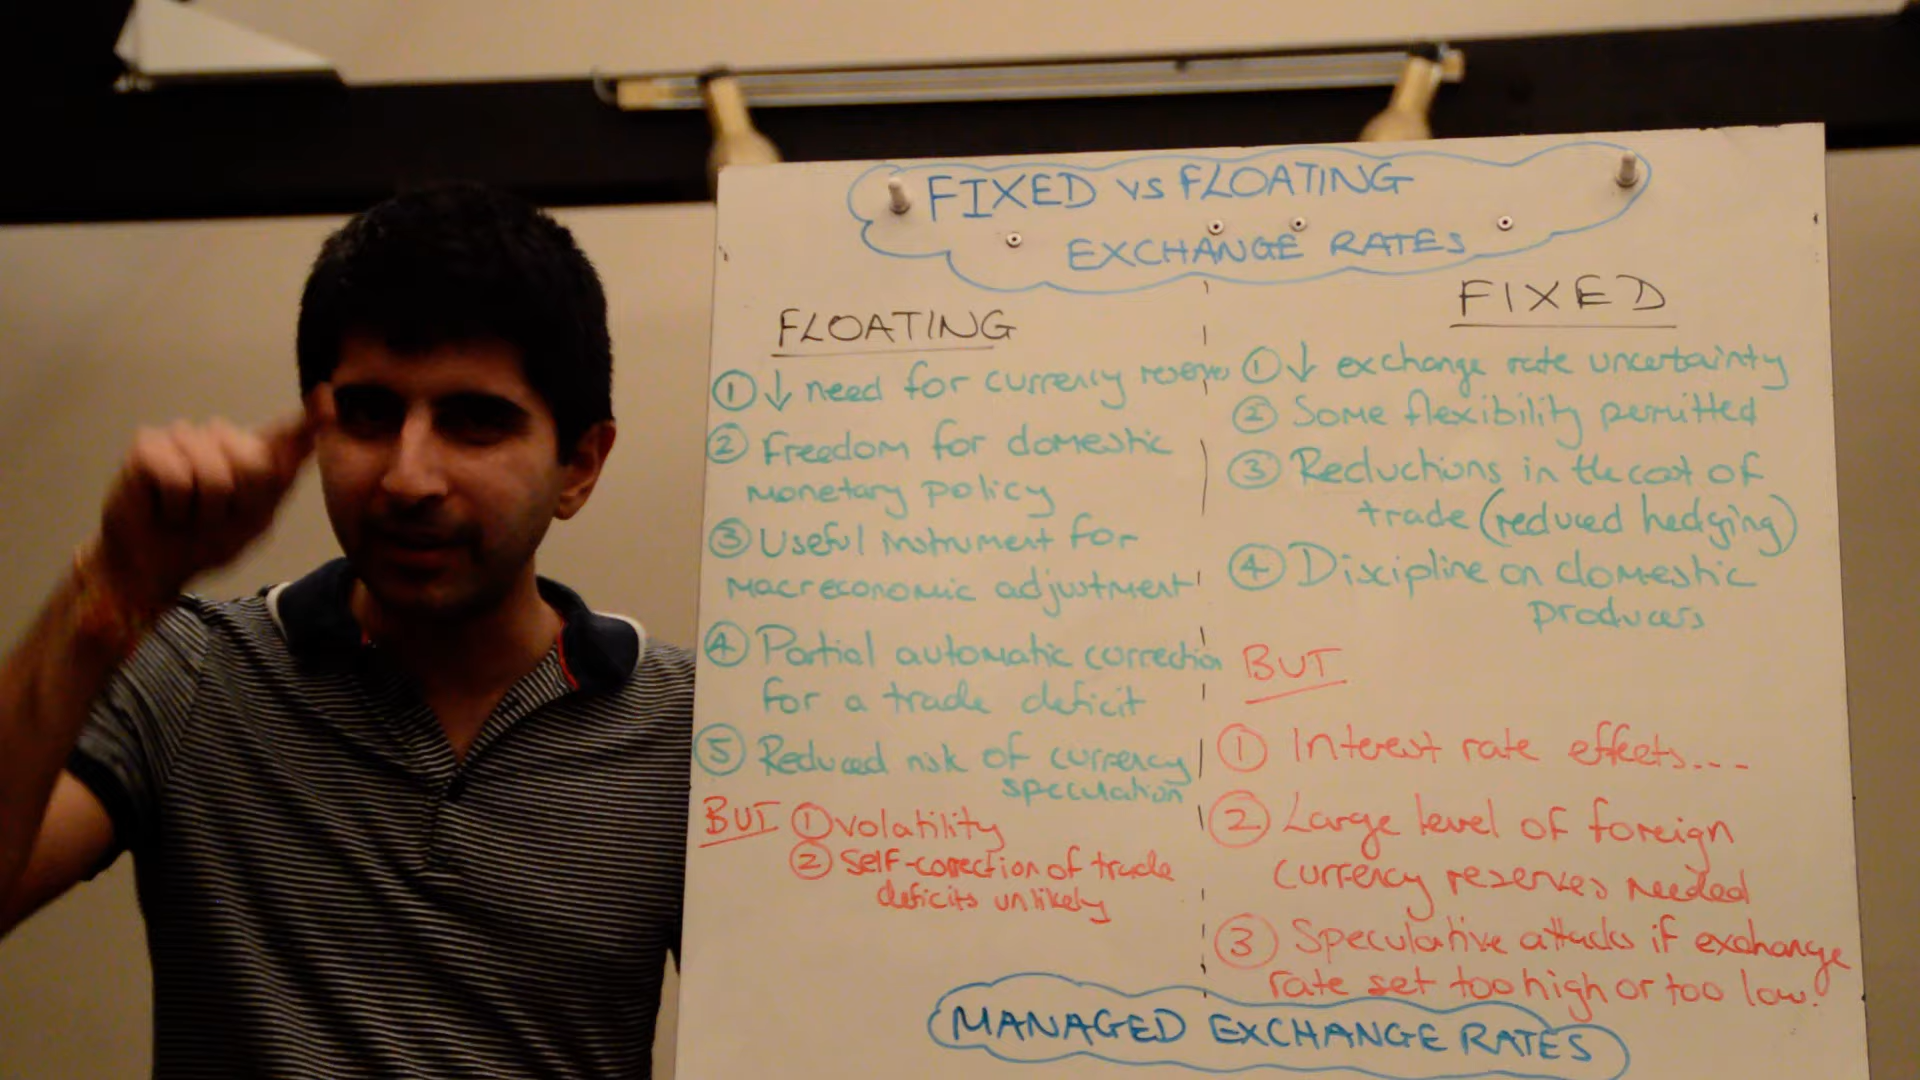 FIXED vs FLOATING
EXCHANGE RATES
FLOATING
① ↓ need for currency reserves
② Freedom for domestic
monetary policy
③ Useful instrument for
macroeconomic adjustment
④ Partial automatic correction
for a trade deficit
⑤ Reduced risk of currency
speculation
BUT ① volatility
② Self-correction of trade
deficits unlikely
FIXED
① ↓ exchange rate uncertainty
② Some flexibility permitted
③ Reductions in the cost of
trade (reduced hedging)
④ Discipline on domestic
producers
BUT
① Interest rate effects...
② Large level of foreign
currency reserves needed
③ Speculative attacks if exchange
rate set too high or too low.
MANAGED EXCHANGE RATES